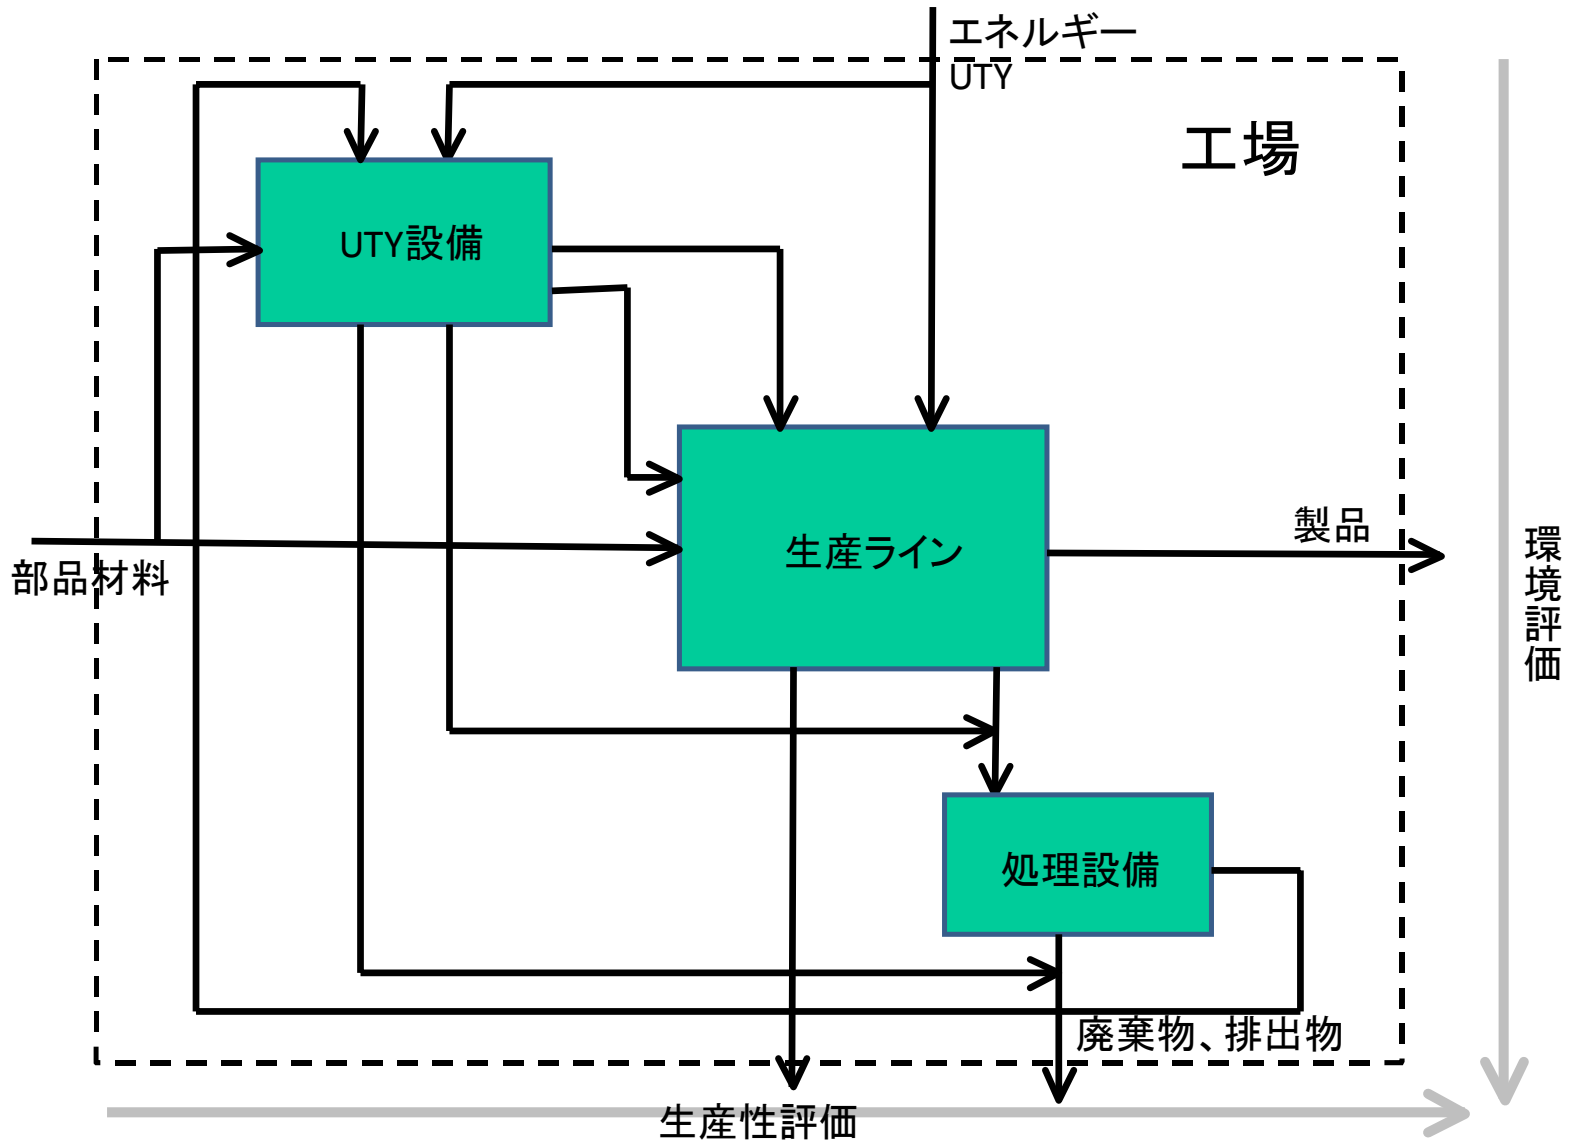 エネルギー
UTY
工場
UTY設備
生産ライン
製品
部品材料
環境評価
処理設備
廃棄物、排出物
生産性評価